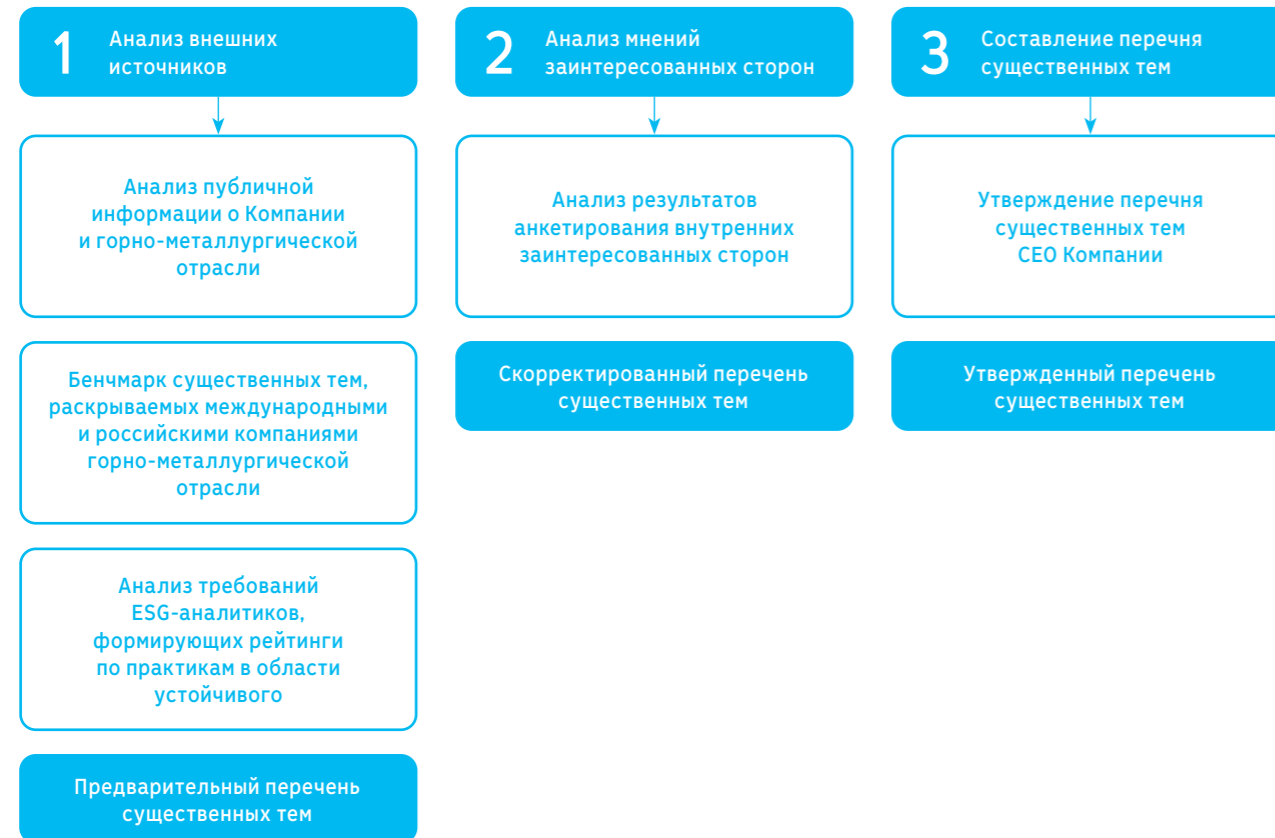 1
Анализ внешних
источников
Анализ публичной
информации о Компании
и горно-металлургической
отрасли
Бенчмарк существенных тем,
раскрываемых международными
и российскими компаниями
горно-металлургической
отрасли
Анализ требований
ESG-аналитиков,
формирующих рейтинги
по практикам в области
устойчивого
Предварительный перечень
существенных тем
2
Анализ мнений
заинтересованных сторон
Анализ результатов
анкетирования внутренних
заинтересованных сторон
Скорректированный перечень
существенных тем
3
Составление перечня
существенных тем
Утверждение перечня
существенных тем
CEO Компании
Утвержденный перечень
существенных тем